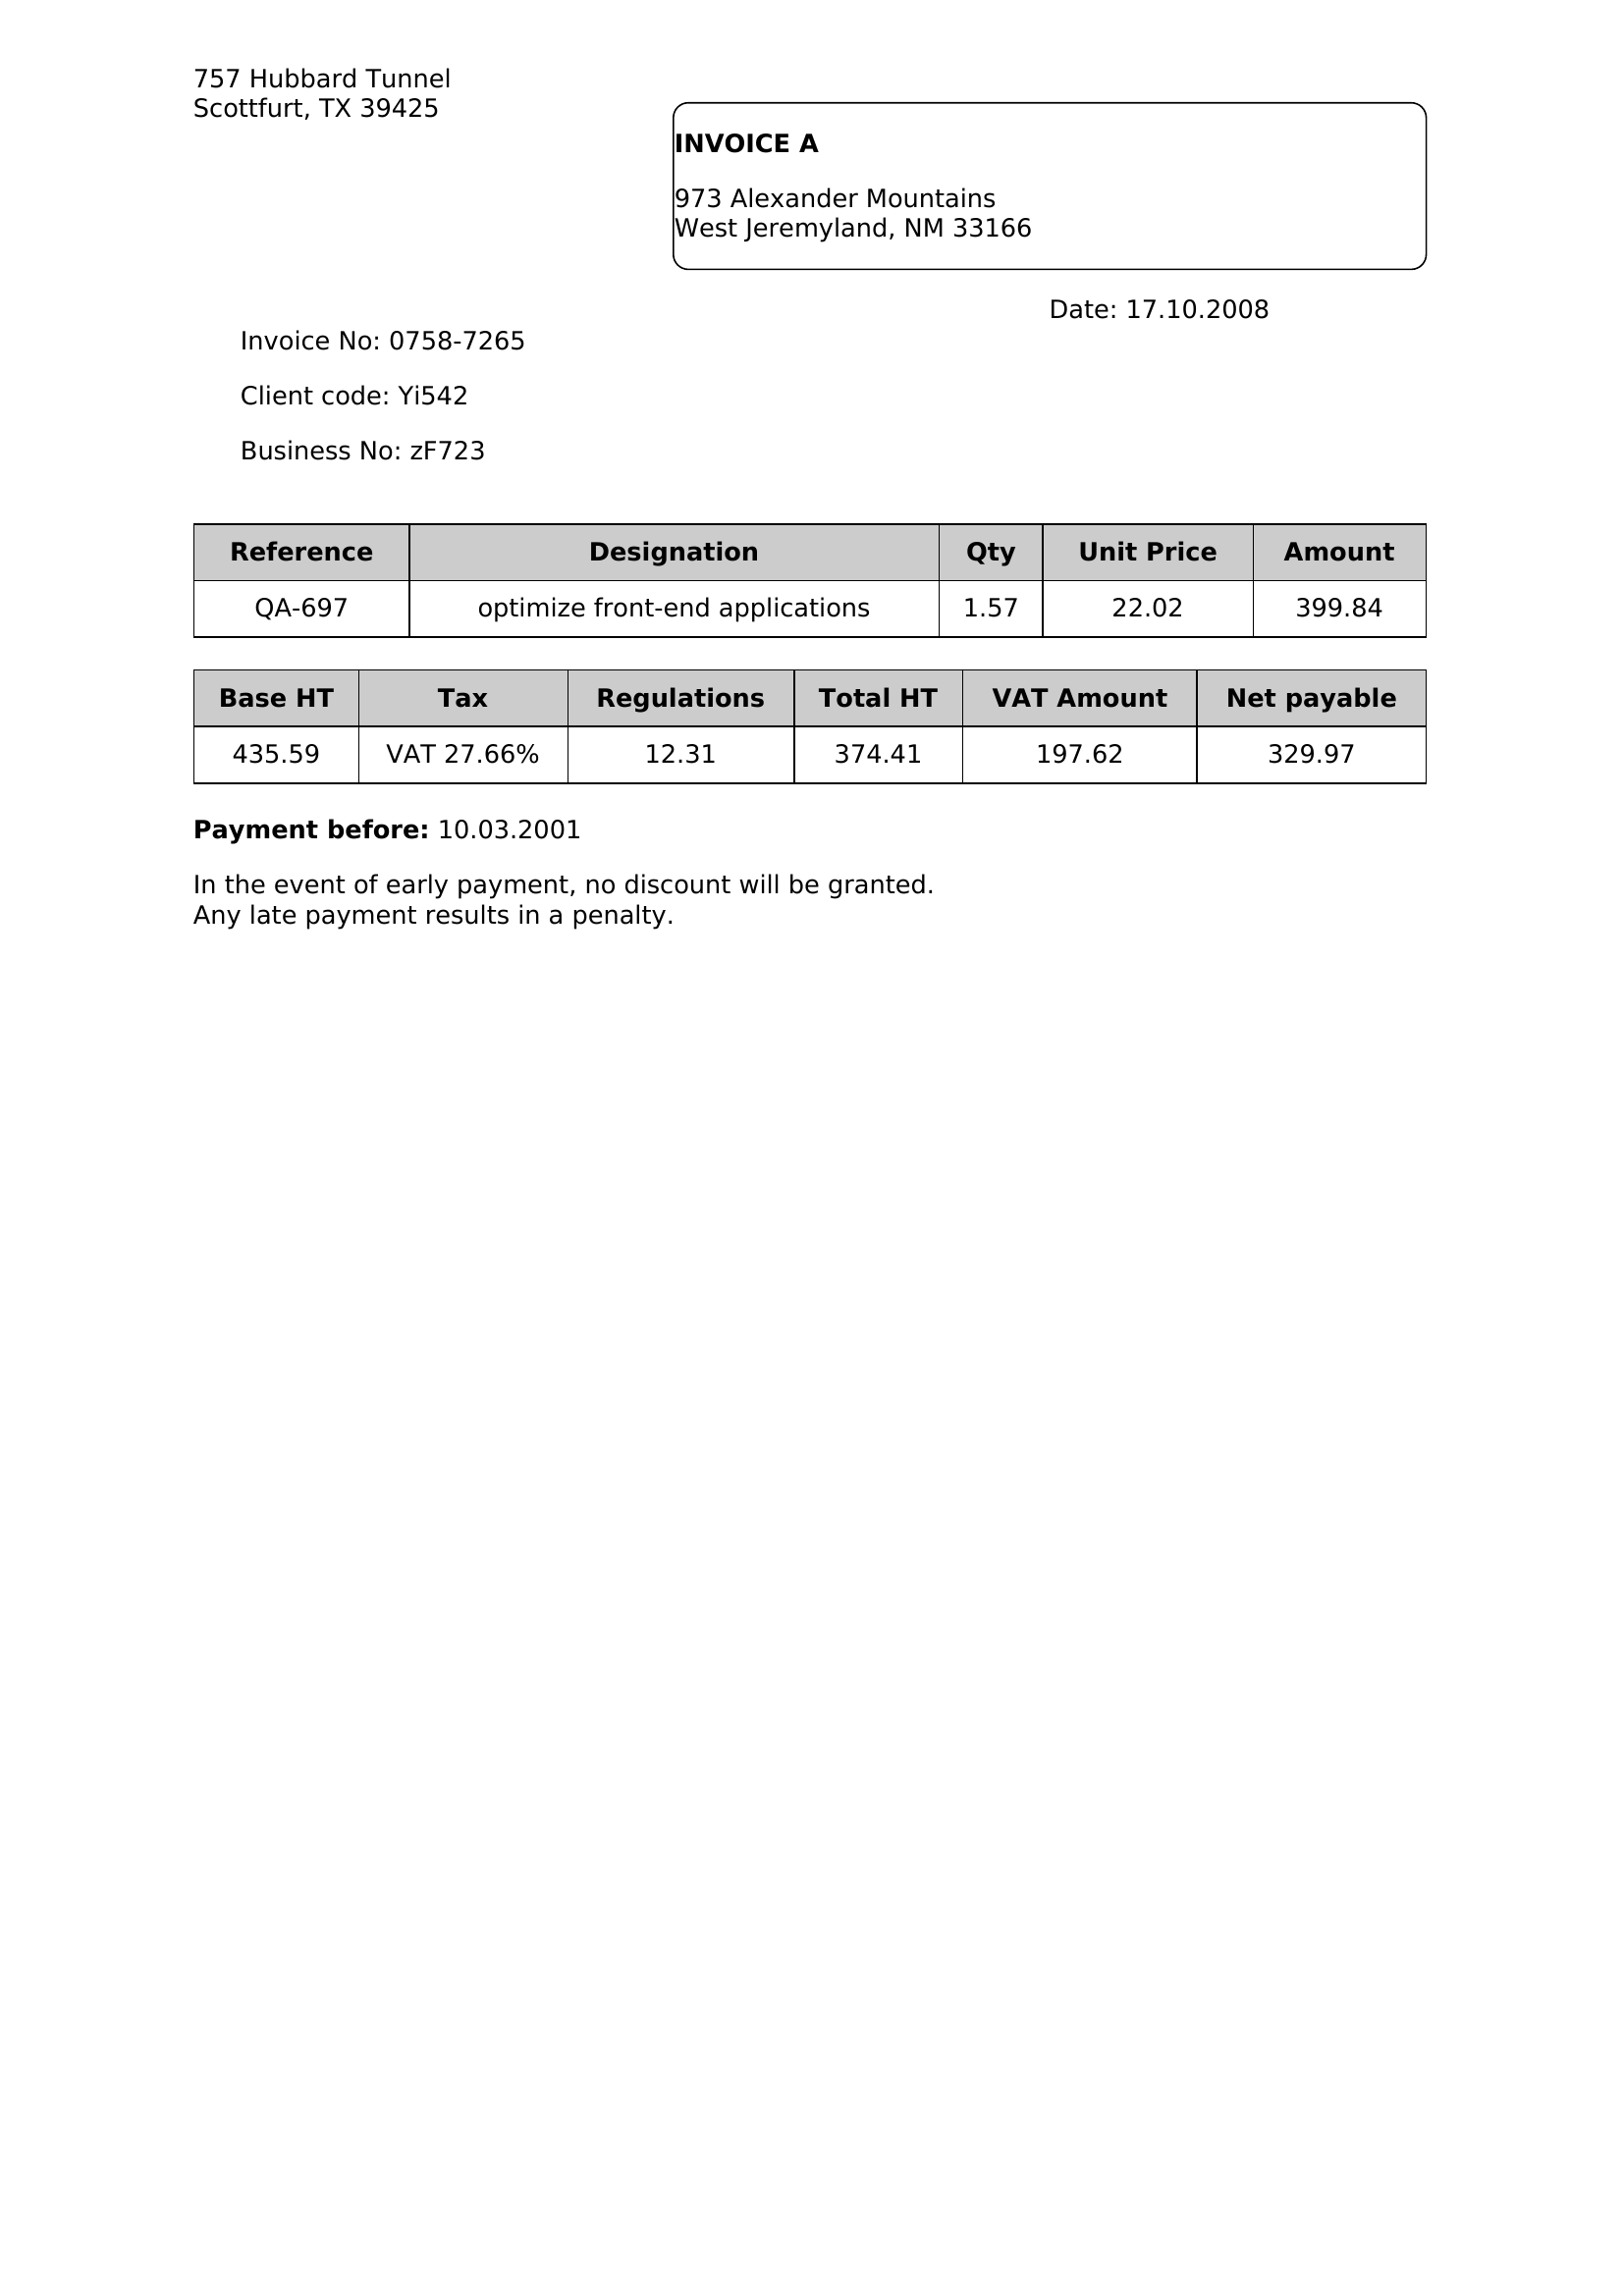 757 Hubbard Tunnel
Scottfurt, TX 39425
INVOICE A
973 Alexander Mountains
West Jeremyland, NM 33166
Date: 17.10.2008
Invoice No: 0758-7265
Client code: Yi542
Business No: zF723
Reference Designation Qty Unit Price Amount
QA-697 optimize front-end applications 1.57 22.02 399.84
Base HT Tax Regulations Total HT VAT Amount Net payable
435.59 VAT 27.66% 12.31 374.41 197.62 329.97
Payment before: 10.03.2001
In the event of early payment, no discount will be granted.
Any late payment results in a penalty.